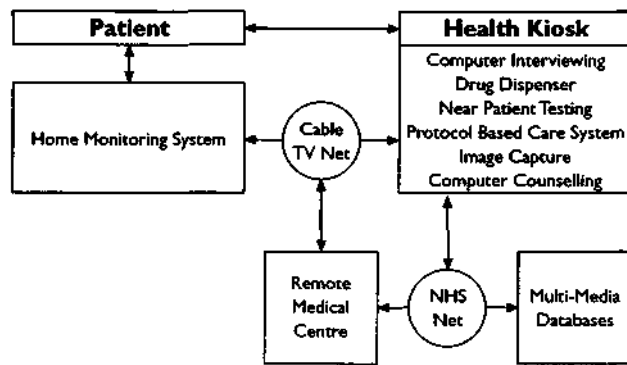 Patient
Health Kiosk
Computer Interviewing
Drug Dispenser
Near Patient Testing
Protocol Based Care System
Image Capture
Computer Counselling
Home Monitoring System
Cable
TV Net
Remote
Medical
Centre
NHS
Net
Multi-Media
Databases